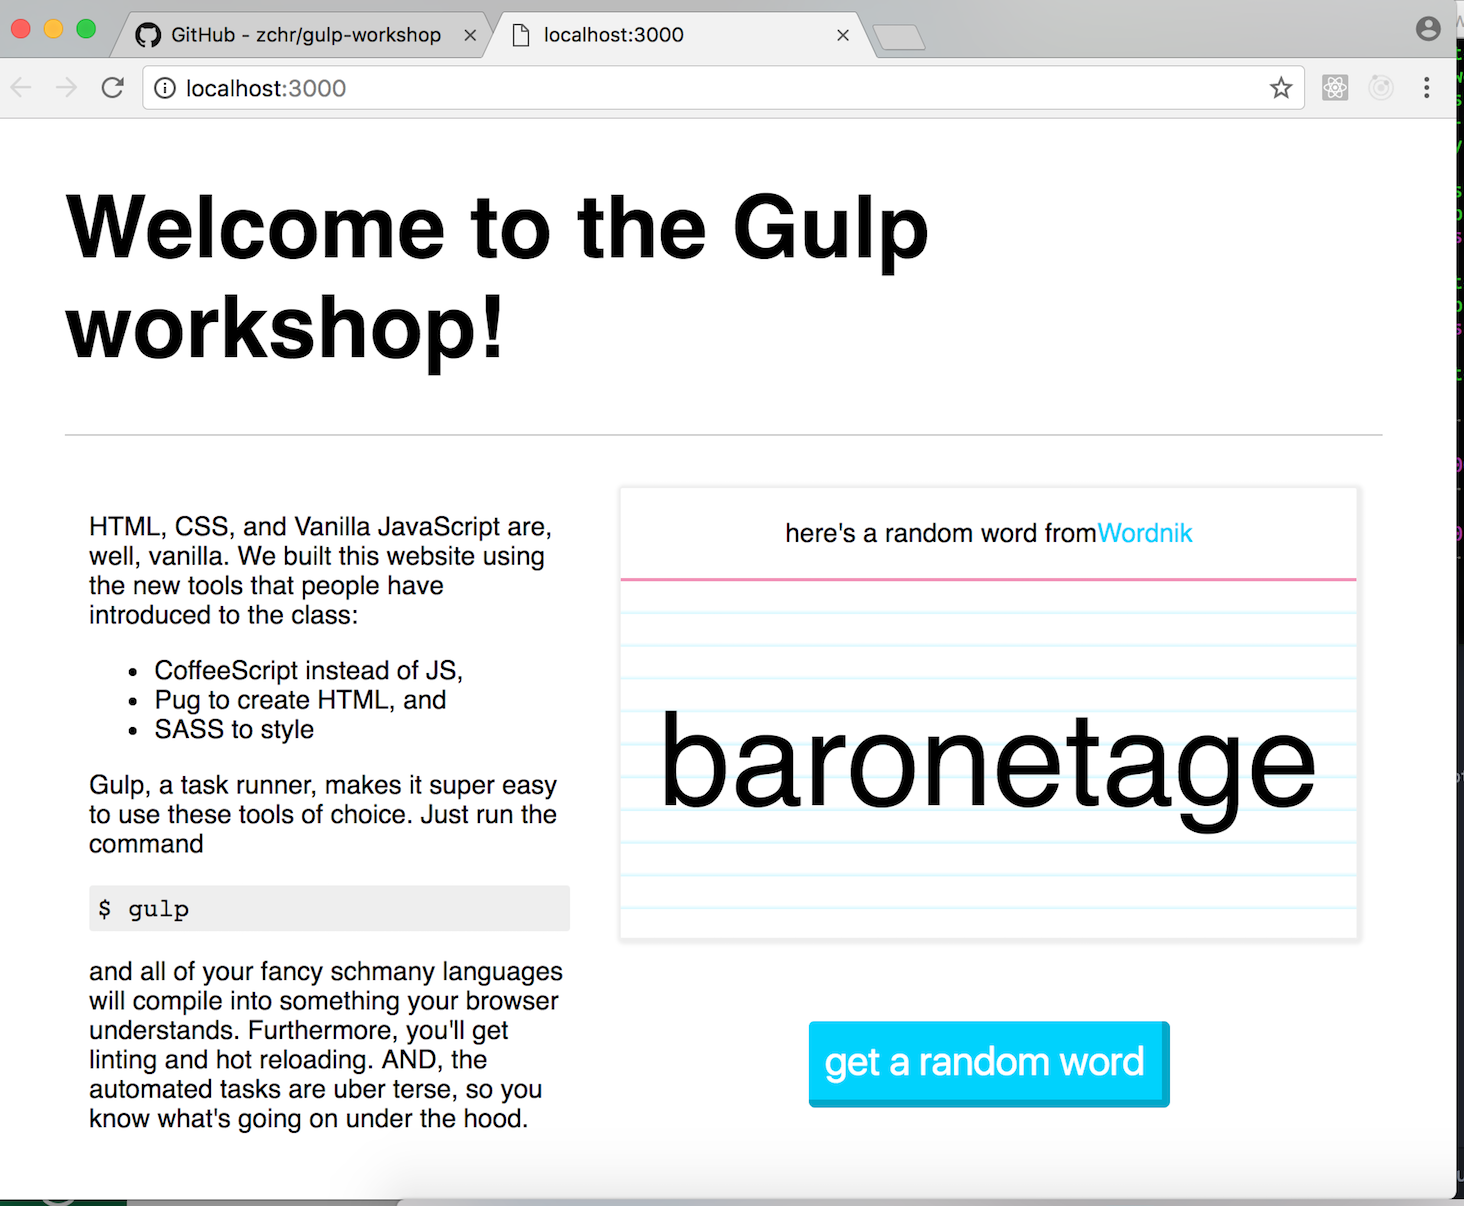 GitHub - zchr/gulp-workshop
localhost:3000
localhost:3000
Welcome to the Gulp
workshop!
HTML, CSS, and Vanilla JavaScript are,
well, vanilla. We built this website using
the new tools that people have
introduced to the class:
• CoffeeScript instead of JS,
• Pug to create HTML, and
• SASS to style
Gulp, a task runner, makes it super easy
to use these tools of choice. Just run the
command
$ gulp
and all of your fancy schmany languages
will compile into something your browser
understands. Furthermore, you'll get
linting and hot reloading. AND, the
automated tasks are uber terse, so you
know what's going on under the hood.
here's a random word fromWordnik
baronetage
get a random word